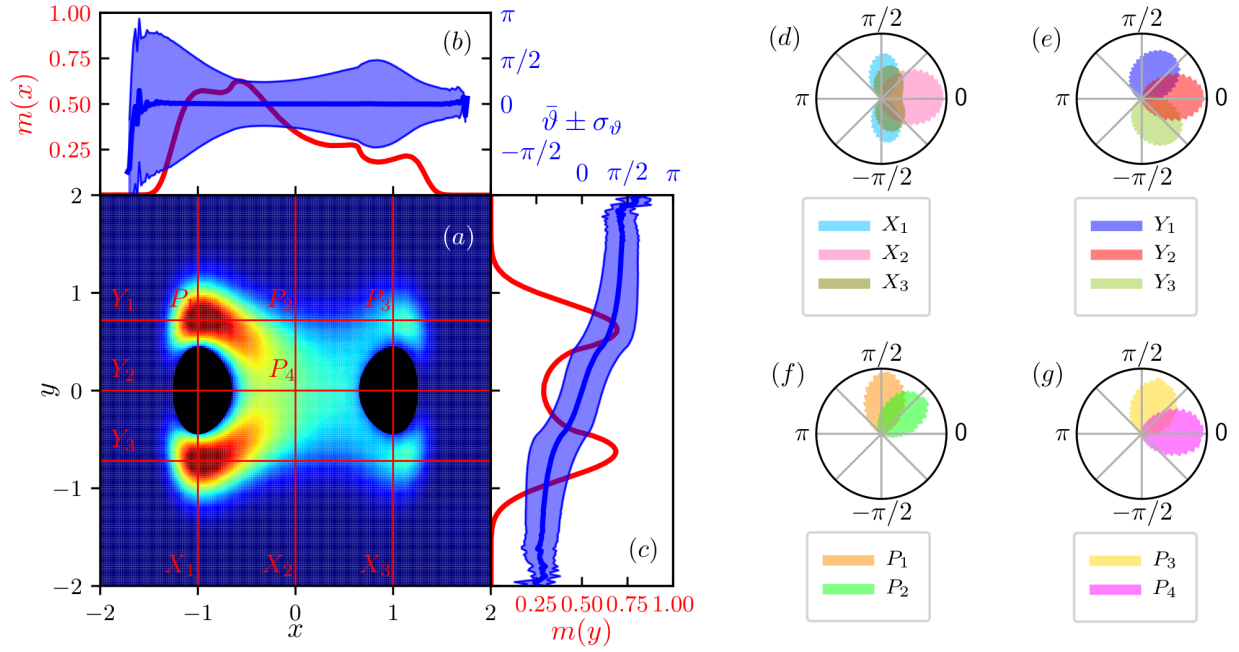 1.00
0.75
0.50
0.25
m(x)
(b)
π
π/2
0
−π/2
ϑ̄ ± σ_ϑ
0 π/2 π
2
1
0
−1
−2
y
(a)
Y₁ P₁ P₂ P₃
Y₂ P₄
Y₃
X₁ X₂ X₃
−2 −1 0 1 2
x
(c)
0.25 0.50 0.75 1.00
m(y)
(d)
π/2
π
0
−π/2
X₁
X₂
X₃
(e)
π/2
π
0
−π/2
Y₁
Y₂
Y₃
(f)
π/2
π
0
−π/2
P₁
P₂
(g)
π/2
π
0
−π/2
P₃
P₄